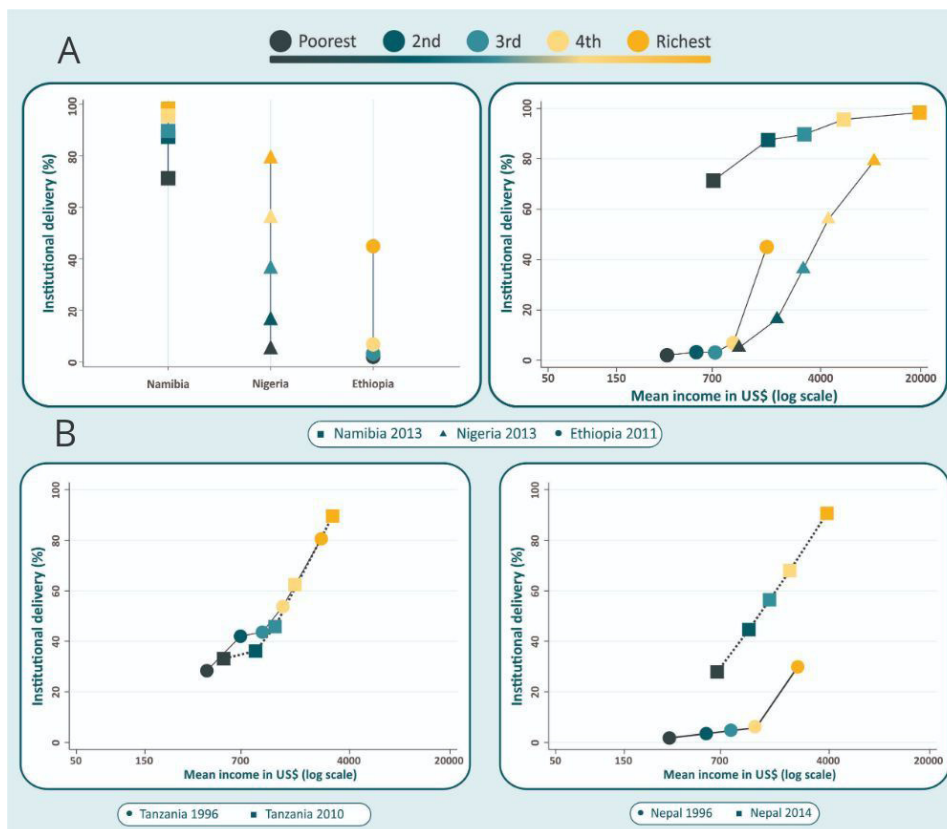 A
Poorest 2nd 3rd 4th Richest
Institutional delivery (%)
100
80
60
40
20
0
Namibia Nigeria Ethiopia
Institutional delivery (%)
100
80
60
40
20
0
50 150 700 4000 20000
Mean income in US$ (log scale)
Namibia 2013 Nigeria 2013 Ethiopia 2011
B
Institutional delivery (%)
100
80
60
40
20
0
50 150 700 4000 20000
Mean income in US$ (log scale)
Tanzania 1996 Tanzania 2010
Institutional delivery (%)
100
80
60
40
20
0
50 150 700 4000 20000
Mean income in US$ (log scale)
Nepal 1996 Nepal 2014